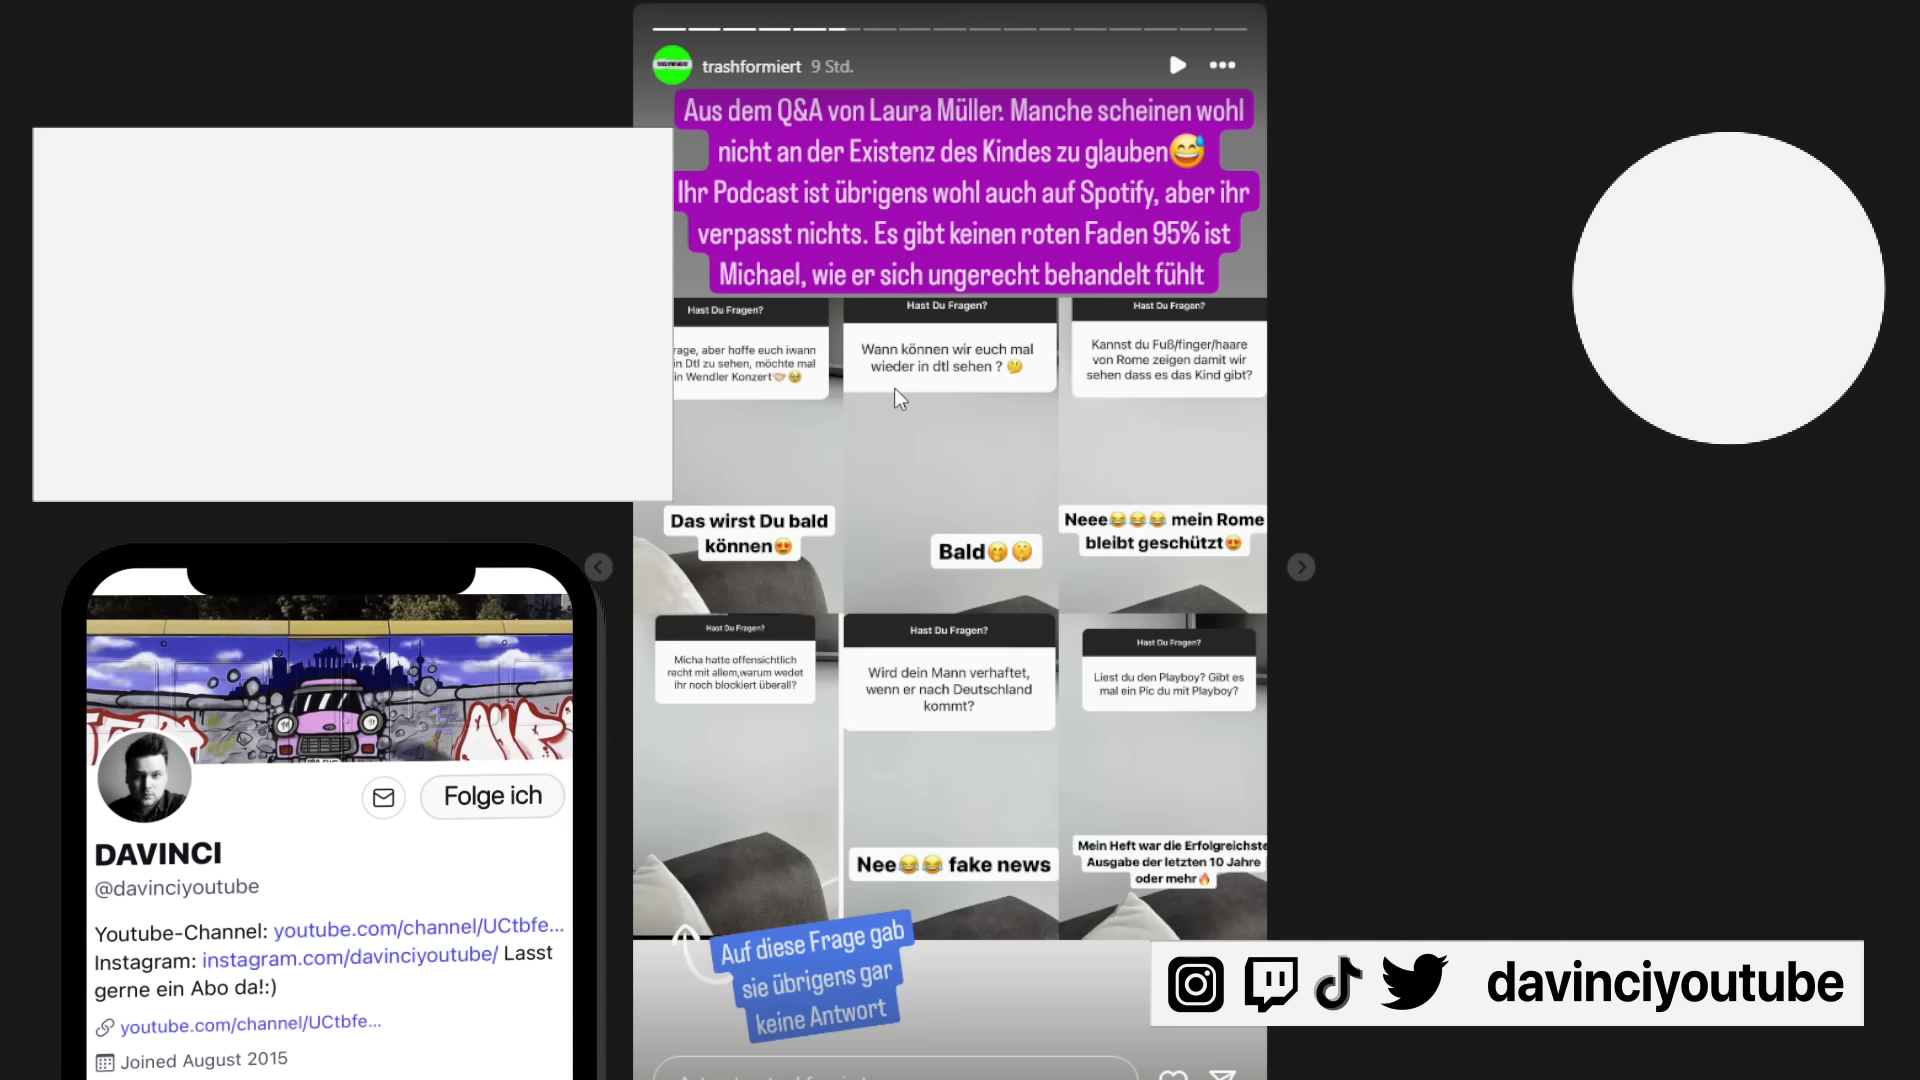 trashformiert 9 Std.
Aus dem Q&A von Laura Müller. Manche scheinen wohl
nicht an der Existenz des Kindes zu glauben😅
Ihr Podcast ist übrigens wohl auch auf Spotify, aber ihr
verpasst nichts. Es gibt keinen roten Faden 95% ist
Michael, wie er sich ungerecht behandelt fühlt
Hast Du Fragen?
rage, aber hoffe euch iwann
in Dtl zu sehen, möchte mal
in Wendler Konzert🤝🏻🥹
Das wirst Du bald
können😍
Hast Du Fragen?
Wann können wir euch mal
wieder in dtl sehen ? 🤔
Bald🤭🤫
Hast Du Fragen?
Kannst du Fuß/finger/haare
von Rome zeigen damit wir
sehen dass es das Kind gibt?
Neee😂😂😂 mein Rome
bleibt geschützt😍
Hast Du Fragen?
Micha hatte offensichtlich
recht mit allem,warum wedet
ihr noch blockiert überall?
Hast Du Fragen?
Wird dein Mann verhaftet,
wenn er nach Deutschland
kommt?
Nee😂😂 fake news
Hast Du Fragen?
Liest du den Playboy? Gibt es
mal ein Pic du mit Playboy?
Mein Heft war die Erfolgreichste
Ausgabe der letzten 10 Jahre
oder mehr🔥
Auf diese Frage gab
sie übrigens gar
keine Antwort
Folge ich
DAVINCI
@davinciyoutube
Youtube-Channel: youtube.com/channel/UCtbfe...
Instagram: instagram.com/davinciyoutube/ Lasst
gerne ein Abo da!:)
youtube.com/channel/UCtbfe...
Joined August 2015
davinciyoutube